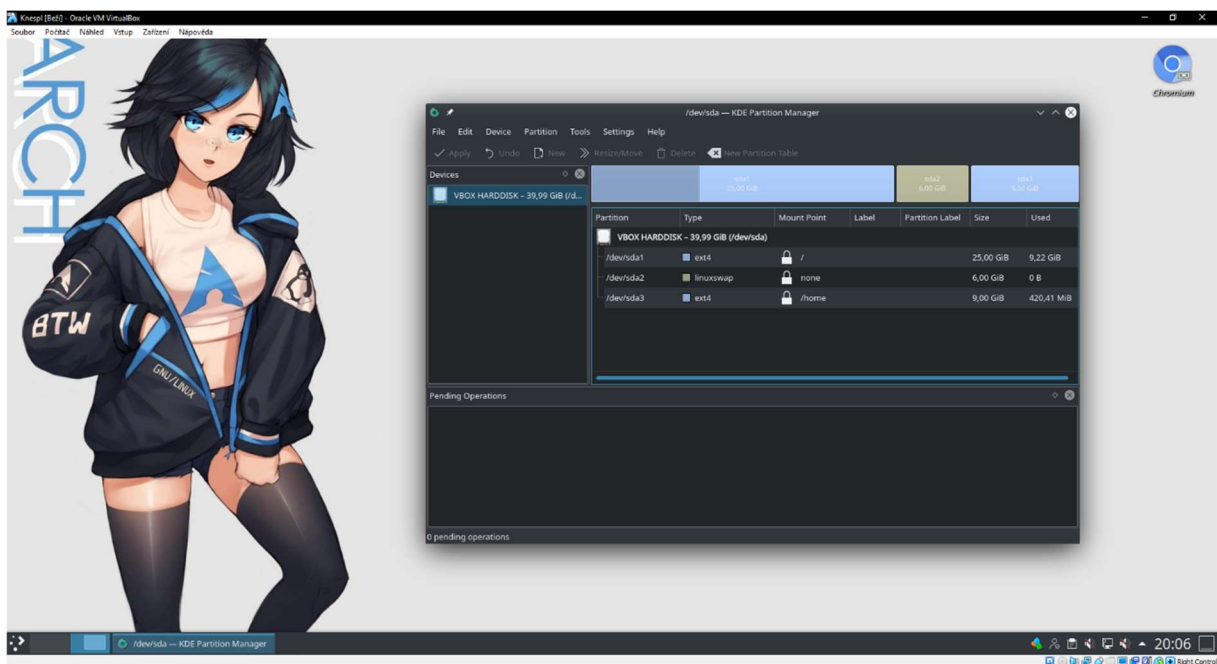 Knespl [Beží] - Oracle VM VirtualBox
Soubor Počítač Náhled Vstup Zařízení Nápověda
ARCH
BTW
GNU/LINUX
Chromium
/dev/sda — KDE Partition Manager
File Edit Device Partition Tools Settings Help
Apply Undo New Resize/Move Delete New Partition Table
Devices
VBOX HARDDISK – 39,99 GiB (/d...
sda1
25,00 GiB
sda2
6,00 GiB
sda3
Partition Type Mount Point Label Partition Label Size Used
VBOX HARDDISK – 39,99 GiB (/dev/sda)
/dev/sda1 ext4 / 25,00 GiB 9,22 GiB
/dev/sda2 linuxswap none 6,00 GiB 0 B
/dev/sda3 ext4 /home 9,00 GiB 420,41 MiB
Pending Operations
0 pending operations
/dev/sda — KDE Partition Manager
20:06
Right Control